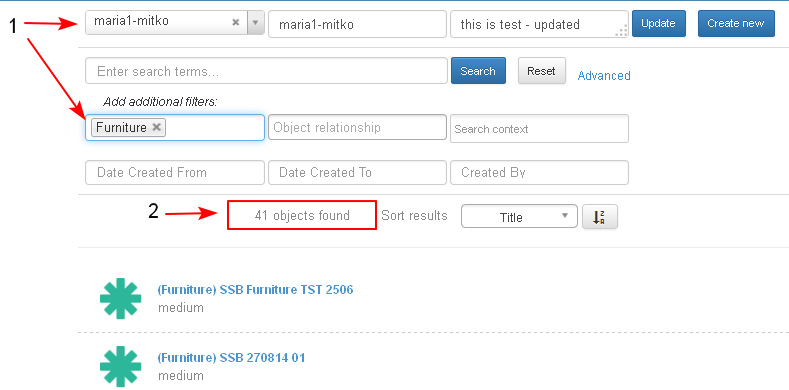 1 maria1-mitko maria1-mitko this is test - updated Update Create new
Enter search terms... Search Reset Advanced
Add additional filters:
Furniture Object relationship Search context
Date Created From Date Created To Created By
2 41 objects found Sort results Title
(Furniture) SSB Furniture TST 2506
medium
(Furniture) SSB 270814 01
medium